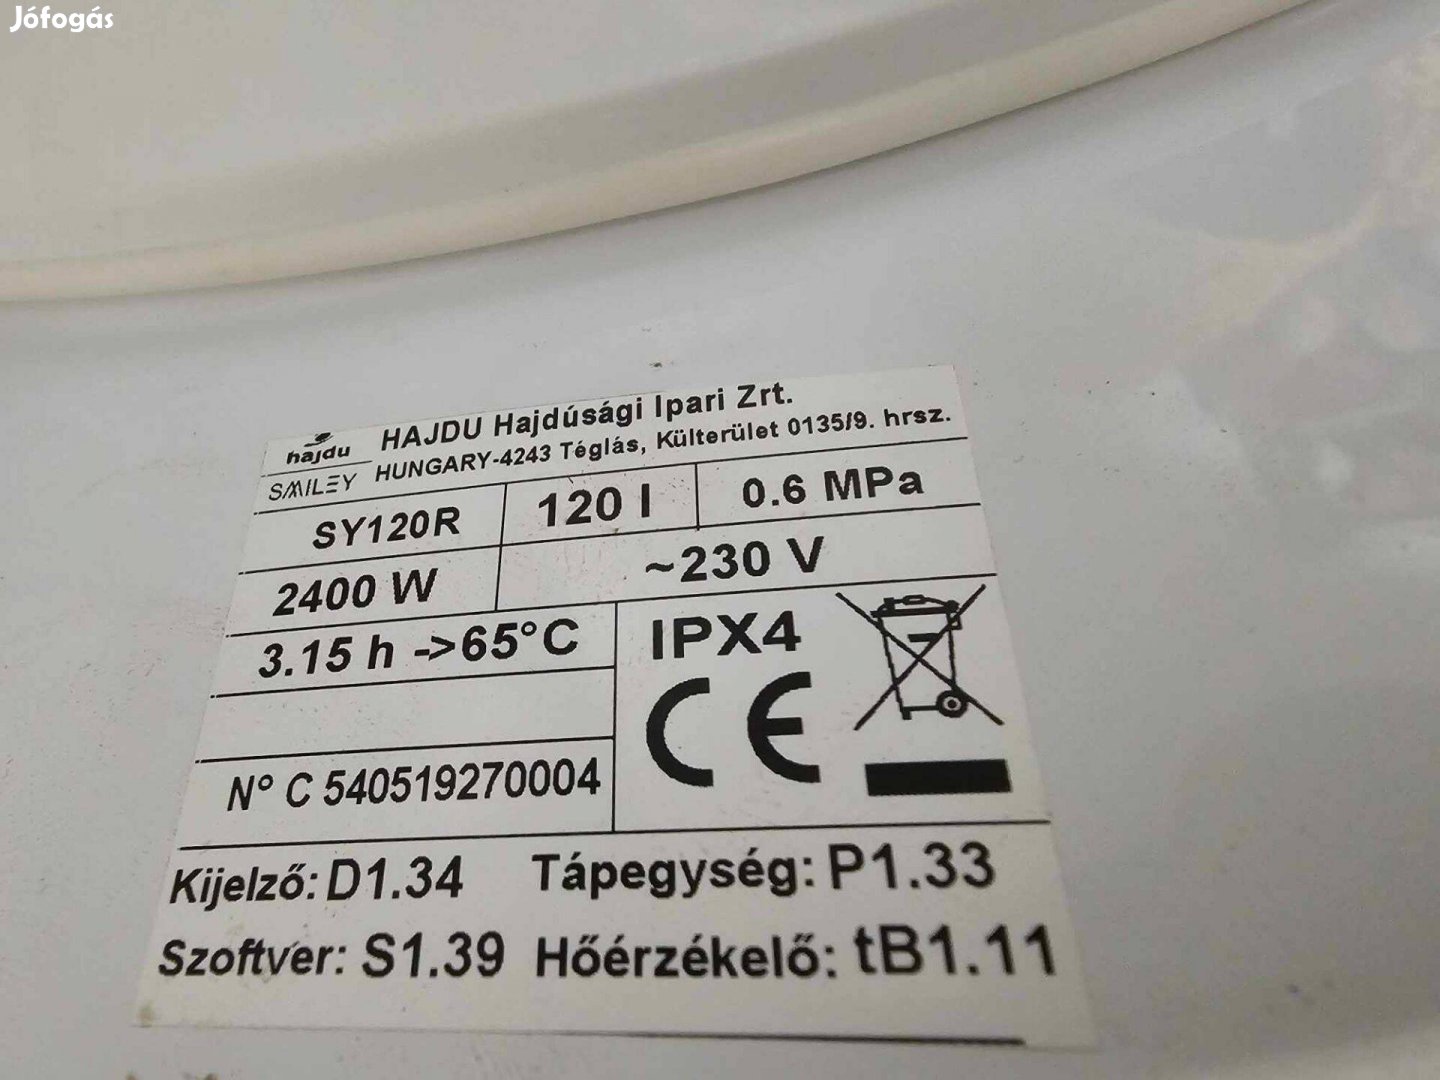 Jófogás
hajdu HAJDU Hajdúsági Ipari Zrt.
SMILEY HUNGARY-4243 Téglás, Külterület 0135/9. hrsz.
SY120R 120 l 0.6 MPa
2400 W ~230 V
3.15 h ->65°C IPX4
CE
N° C 540519270004
Kijelző: D1.34 Tápegység: P1.33
Szoftver: S1.39 Hőérzékelő: tB1.11